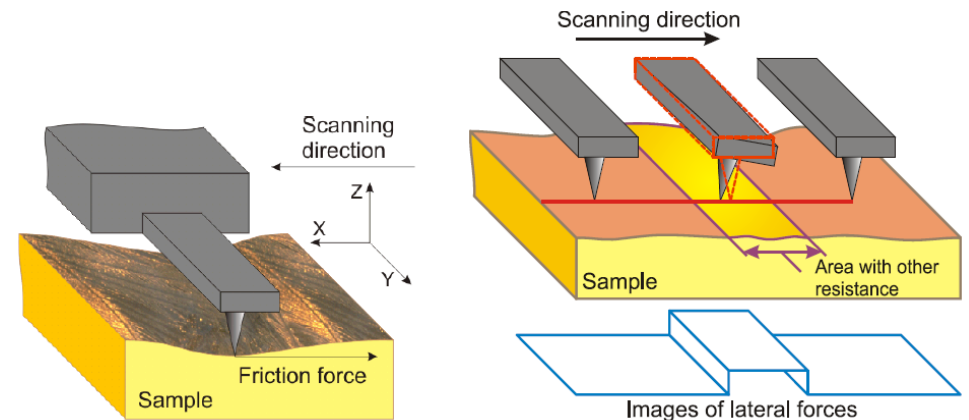 Scanning
direction
Z
X
Y
Friction force
Sample
Scanning direction
Sample
Area with other
resistance
Images of lateral forces